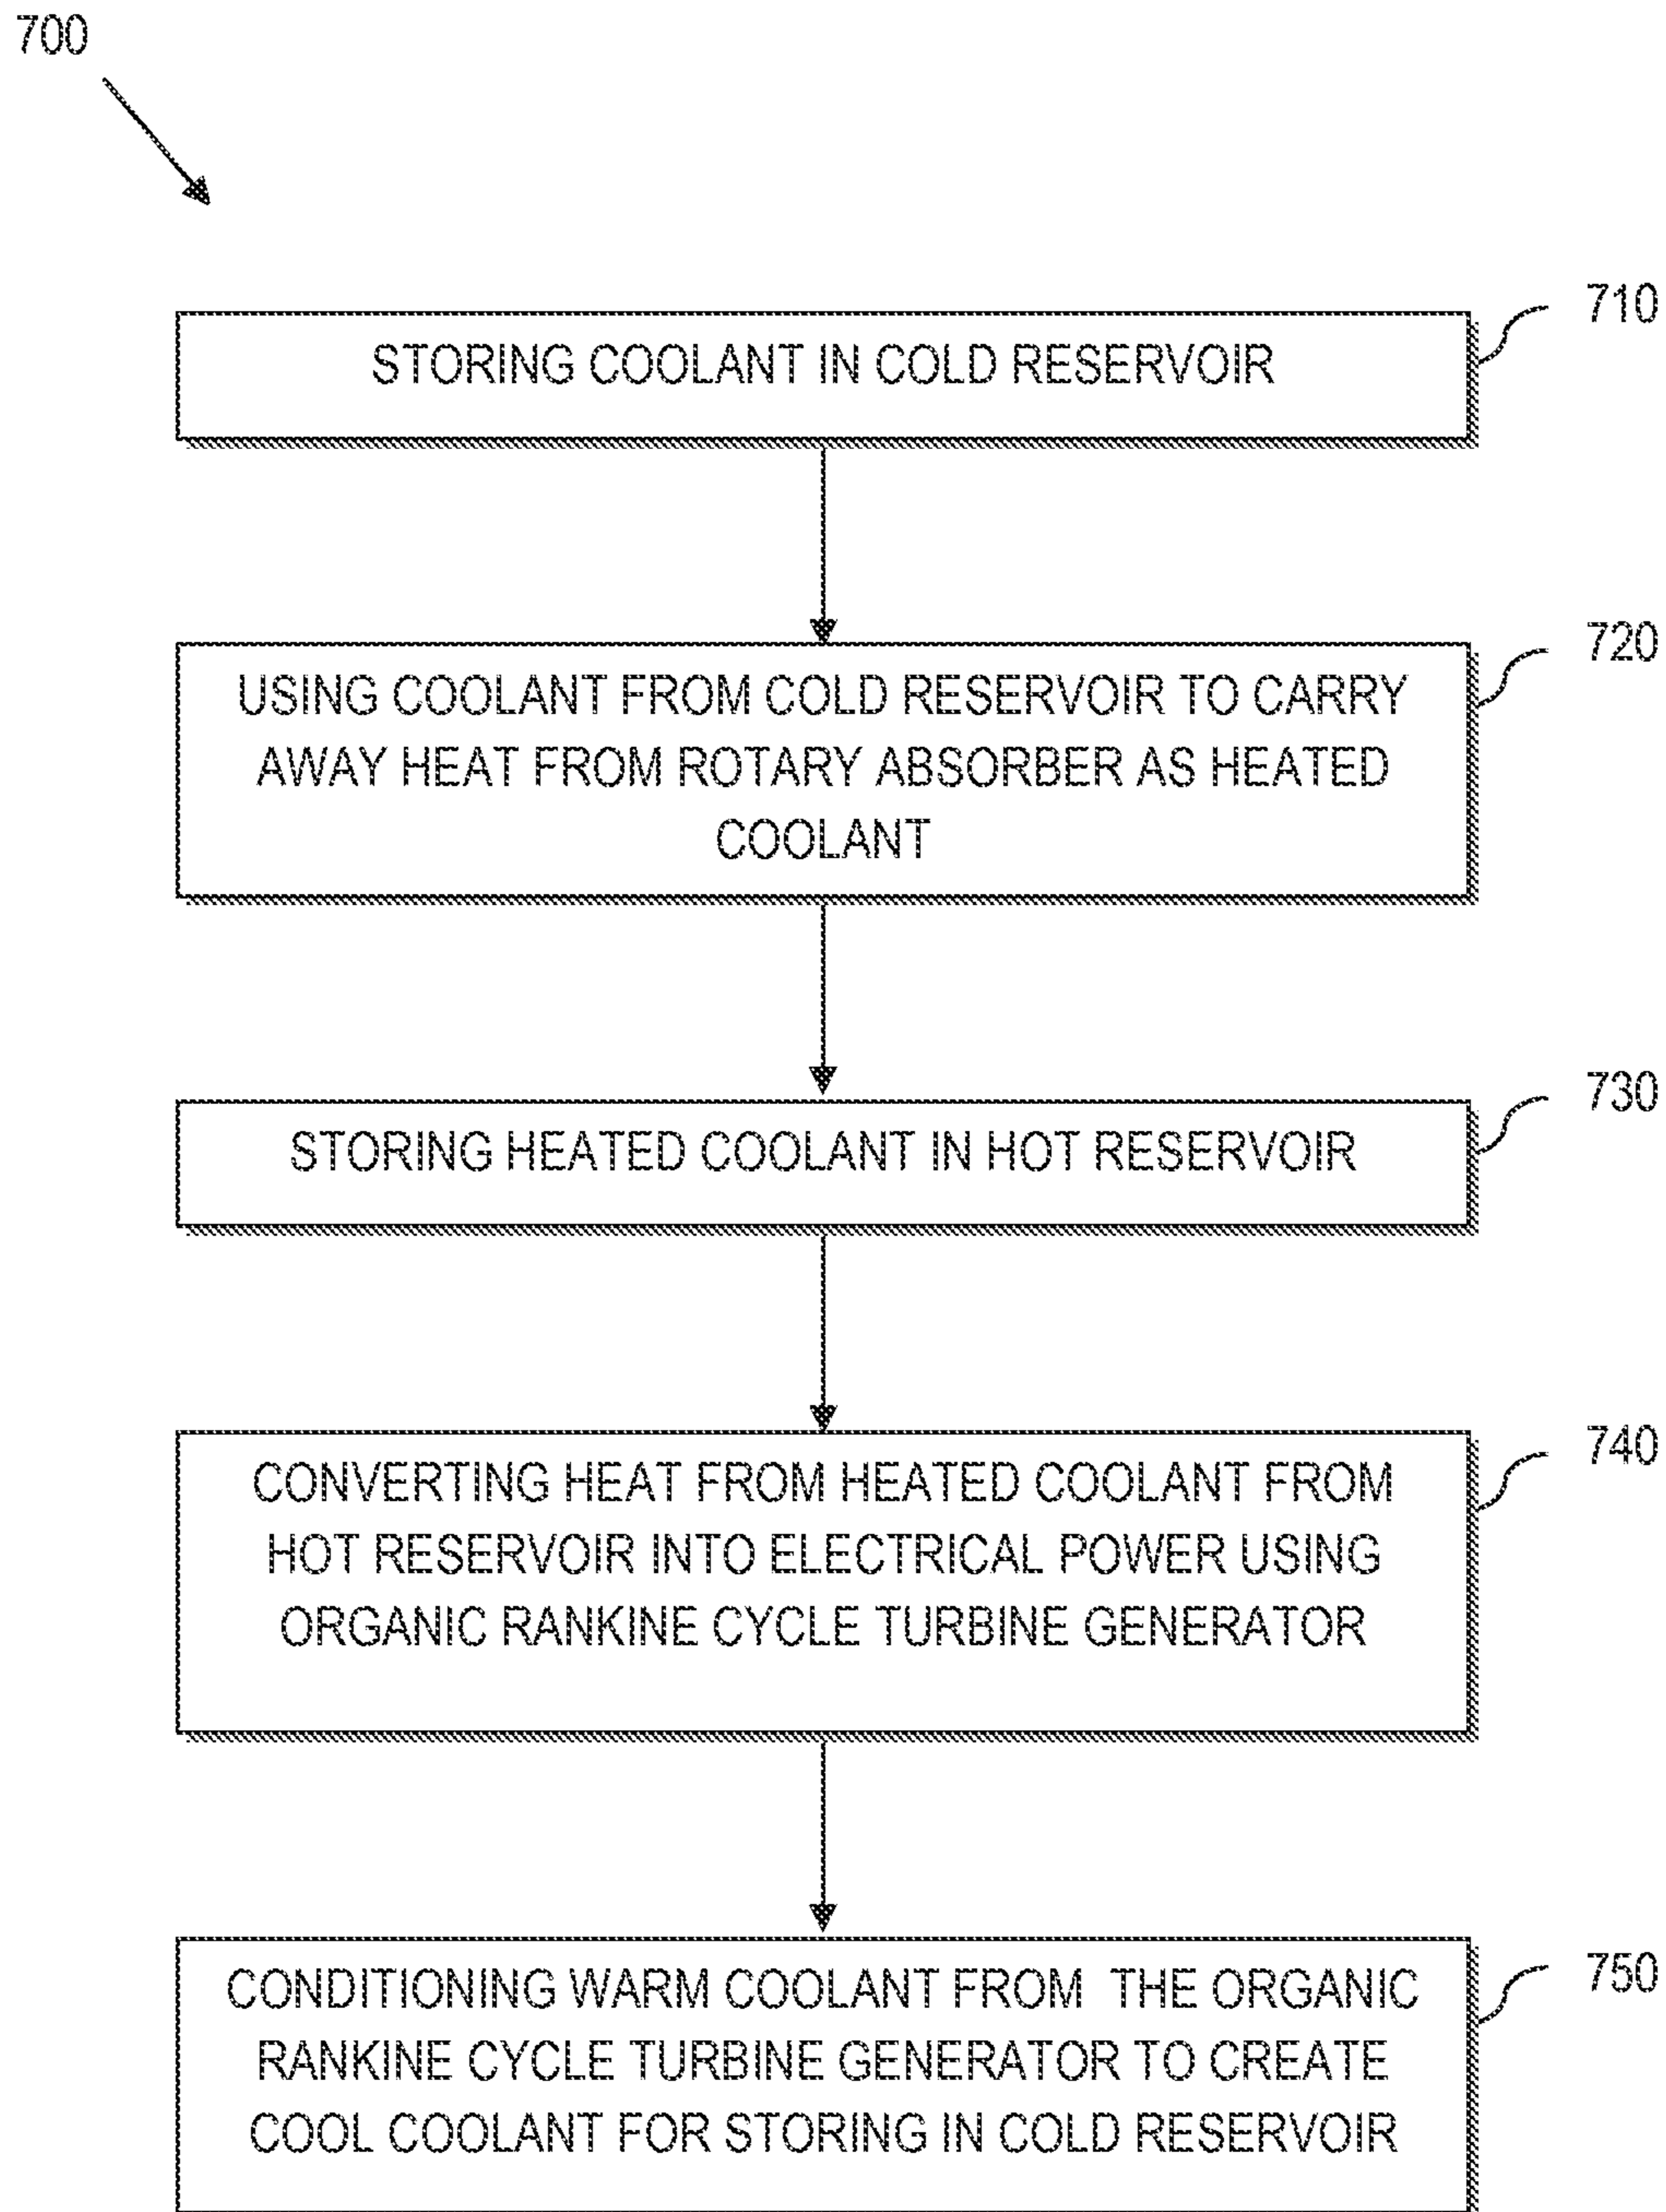 700
710
STORING COOLANT IN COLD RESERVOIR
720
USING COOLANT FROM COLD RESERVOIR TO CARRY
AWAY HEAT FROM ROTARY ABSORBER AS HEATED
COOLANT
730
STORING HEATED COOLANT IN HOT RESERVOIR
740
CONVERTING HEAT FROM HEATED COOLANT FROM
HOT RESERVOIR INTO ELECTRICAL POWER USING
ORGANIC RANKINE CYCLE TURBINE GENERATOR
750
CONDITIONING WARM COOLANT FROM THE ORGANIC
RANKINE CYCLE TURBINE GENERATOR TO CREATE
COOL COOLANT FOR STORING IN COLD RESERVOIR